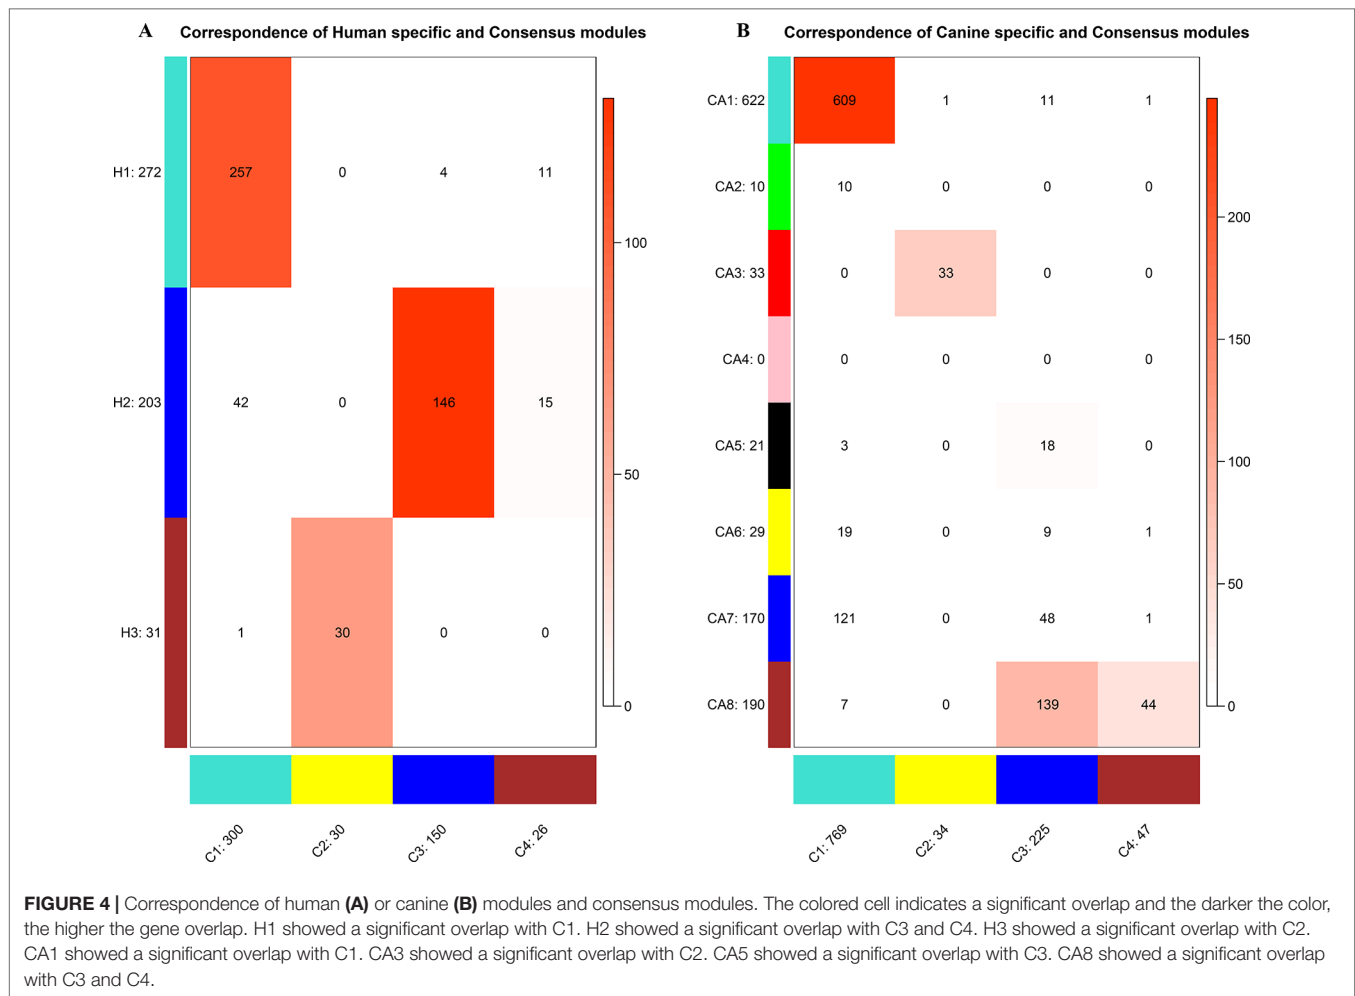 A Correspondence of Human specific and Consensus modules
H1: 272 257 0 4 11
H2: 203 42 0 146 15
H3: 31 1 30 0 0
100
50
0
C1: 300 C2: 30 C3: 150 C4: 26
B Correspondence of Canine specific and Consensus modules
CA1: 622 609 1 11 1
CA2: 10 10 0 0 0
CA3: 33 0 33 0 0
CA4: 0 0 0 0 0
CA5: 21 3 0 18 0
CA6: 29 19 0 9 1
CA7: 170 121 0 48 1
CA8: 190 7 0 139 44
200
150
100
50
0
C1: 769 C2: 34 C3: 225 C4: 47
FIGURE 4 | Correspondence of human (A) or canine (B) modules and consensus modules. The colored cell indicates a significant overlap and the darker the color,
the higher the gene overlap. H1 showed a significant overlap with C1. H2 showed a significant overlap with C3 and C4. H3 showed a significant overlap with C2.
CA1 showed a significant overlap with C1. CA3 showed a significant overlap with C2. CA5 showed a significant overlap with C3. CA8 showed a significant overlap
with C3 and C4.